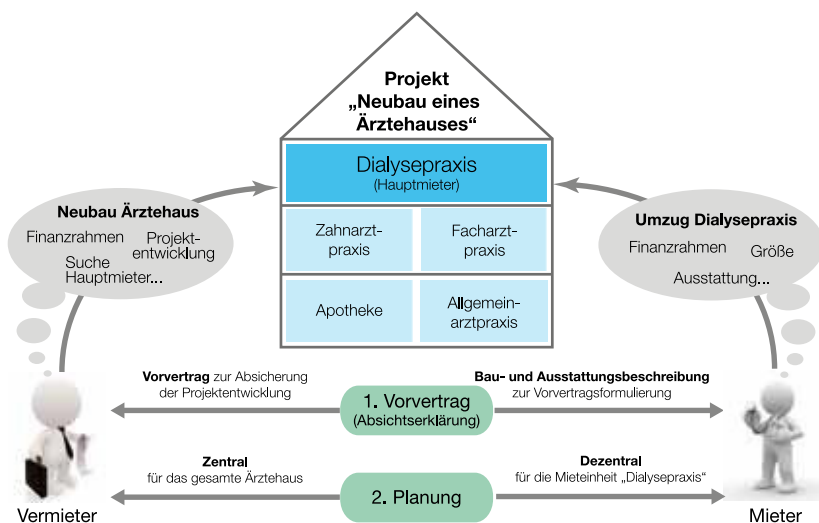 Projekt
„Neubau eines
Ärztehauses“
Dialysepraxis
(Hauptmieter)
Zahnarzt-
praxis
Facharzt-
praxis
Apotheke
Allgemein-
arztpraxis
Neubau Ärztehaus
Finanzrahmen
Projekt-
entwicklung
Suche
Hauptmieter...
Umzug Dialysepraxis
Finanzrahmen
Größe
Ausstattung...
Vorvertrag zur Absicherung
der Projektentwicklung
1. Vorvertrag
(Absichtserklärung)
Bau- und Ausstattungsbeschreibung
zur Vorvertragsformulierung
Zentral
für das gesamte Ärztehaus
2. Planung
Dezentral
für die Mieteinheit „Dialysepraxis“
Vermieter
Mieter